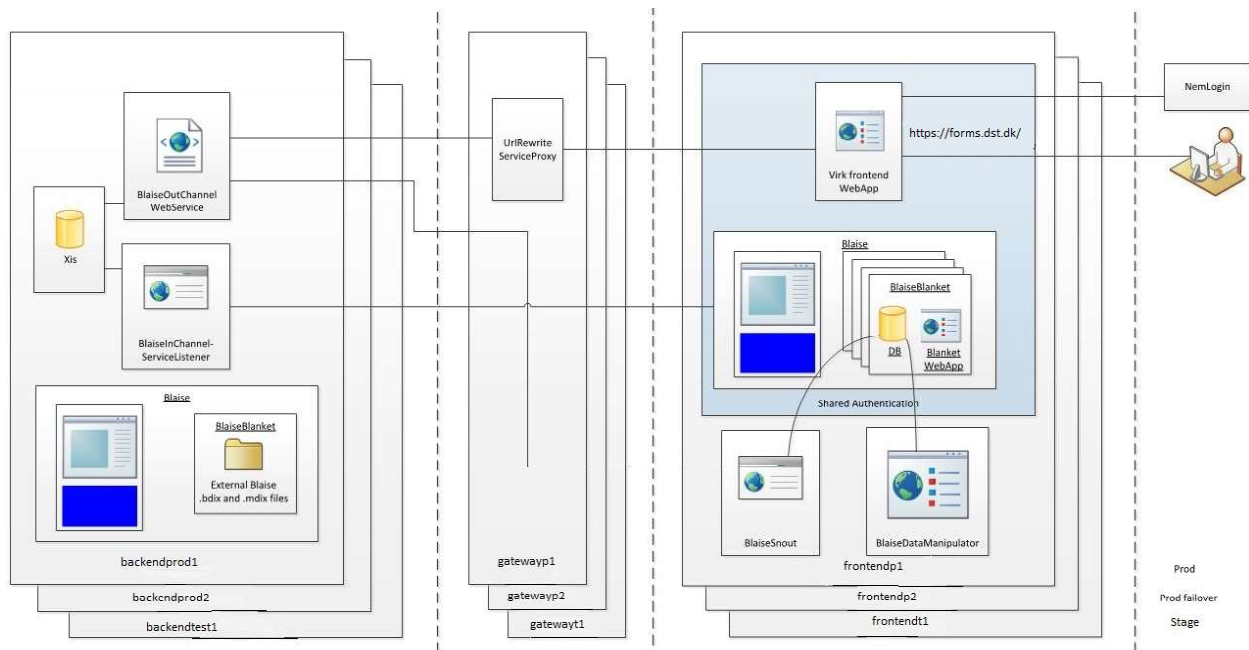 BlaiseOutChannel
WebService
Xis
BlaiseInChannel-
ServiceListener
Blaise
BlaiseBlanket
External Blaise
.bdix and .mdix files
backendprod1
backendprod2
backendtest1
UrlRewrite
ServiceProxy
gatewayp1
gatewayp2
gatewayt1
Virk frontend
WebApp
https://forms.dst.dk/
Blaise
BlaiseBlanket
DB
Blanket
WebApp
Shared Authentication
BlaiseSnout
BlaiseDataManipulator
frontendp1
frontendp2
frontendt1
NemLogin
Prod
Prod failover
Stage